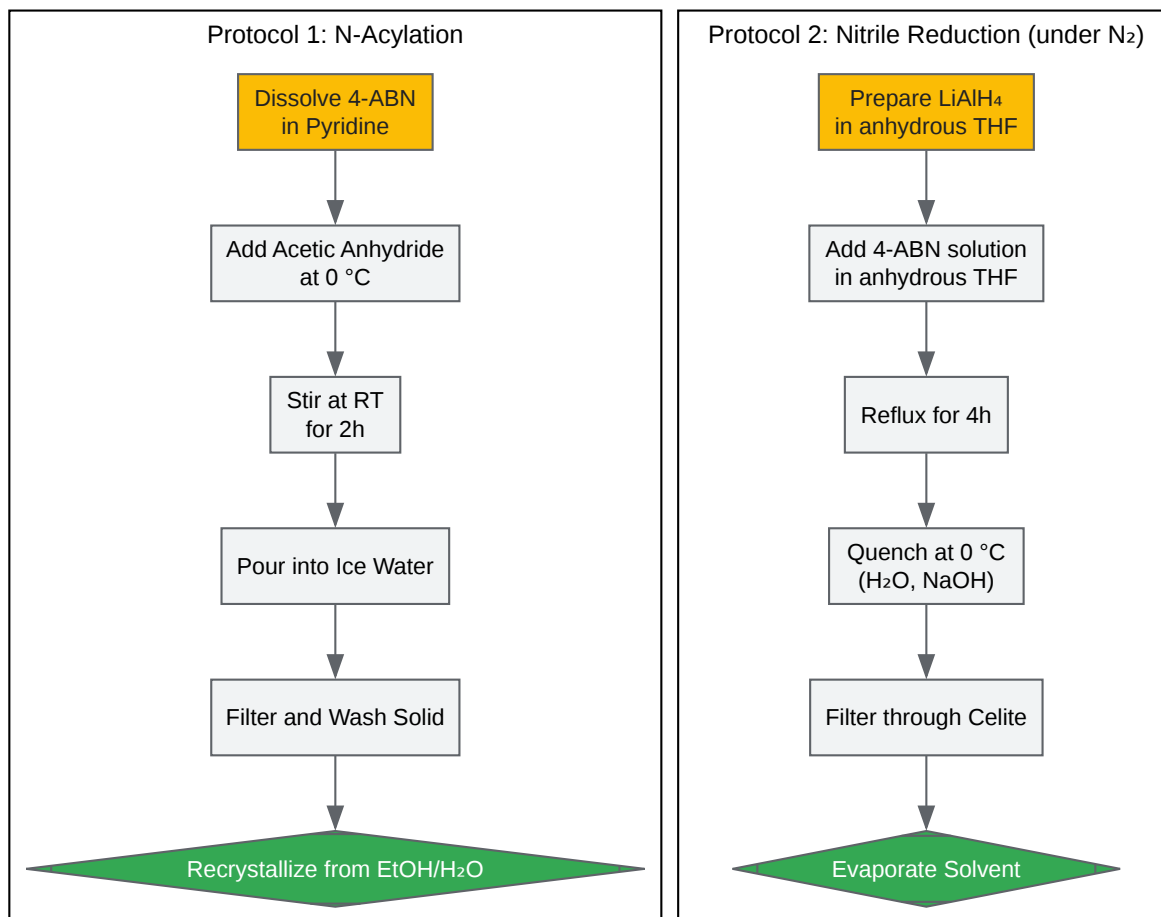 Protocol 1: N-Acylation
Dissolve 4-ABN
in Pyridine
Add Acetic Anhydride
at 0 °C
Stir at RT
for 2h
Pour into Ice Water
Filter and Wash Solid
Recrystallize from EtOH/H₂O
Protocol 2: Nitrile Reduction (under N₂)
Prepare LiAlH₄
in anhydrous THF
Add 4-ABN solution
in anhydrous THF
Reflux for 4h
Quench at 0 °C
(H₂O, NaOH)
Filter through Celite
Evaporate Solvent